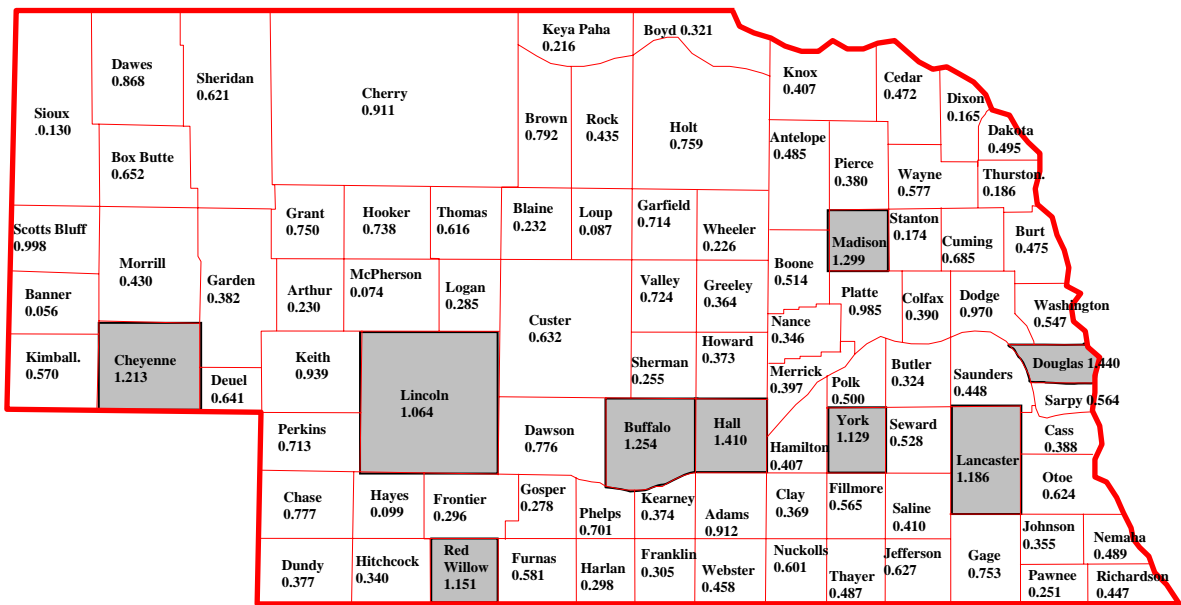 Keya Paha
0.216
Boyd 0.321
Dawes
0.868
Sheridan
0.621
Cherry
0.911
Knox
0.407
Cedar
0.472
Dixon
0.165
Sioux
.0.130
Brown
0.792
Rock
0.435
Holt
0.759
Dakota
0.495
Antelope
0.485
Box Butte
0.652
Pierce
0.380
Wayne
0.577
Thurston.
0.186
Grant
0.750
Hooker
0.738
Thomas
0.616
Blaine
0.232
Loup
0.087
Garfield
0.714
Wheeler
0.226
Stanton
0.174
Scotts Bluff
0.998
Madison
1.299
Cuming
0.685
Burt
0.475
Morrill
0.430
Garden
0.382
Boone
0.514
McPherson
0.074
Arthur
0.230
Logan
0.285
Valley
0.724
Greeley
0.364
Banner
0.056
Platte
0.985
Colfax
0.390
Dodge
0.970
Washington
0.547
Custer
0.632
Nance
0.346
Kimball.
0.570
Cheyenne
1.213
Keith
0.939
Sherman
0.255
Howard
0.373
Merrick
0.397
Butler
0.324
Saunders
0.448
Douglas 1.440
Deuel
0.641
Lincoln
1.064
Polk
0.500
Sarpy 0.564
Perkins
0.713
Dawson
0.776
Buffalo
1.254
Hall
1.410
York
1.129
Seward
0.528
Cass
0.388
Hamilton
0.407
Lancaster
1.186
Otoe
0.624
Chase
0.777
Hayes
0.099
Frontier
0.296
Gosper
0.278
Kearney
0.374
Clay
0.369
Fillmore
0.565
Phelps
0.701
Adams
0.912
Saline
0.410
Johnson
0.355
Nemaha
0.489
Dundy
0.377
Hitchcock
0.340
Red
Willow
1.151
Furnas
0.581
Harlan
0.298
Franklin
0.305
Webster
0.458
Nuckolls
0.601
Thayer
0.487
Jefferson
0.627
Gage
0.753
Pawnee
0.251
Richardson
0.447